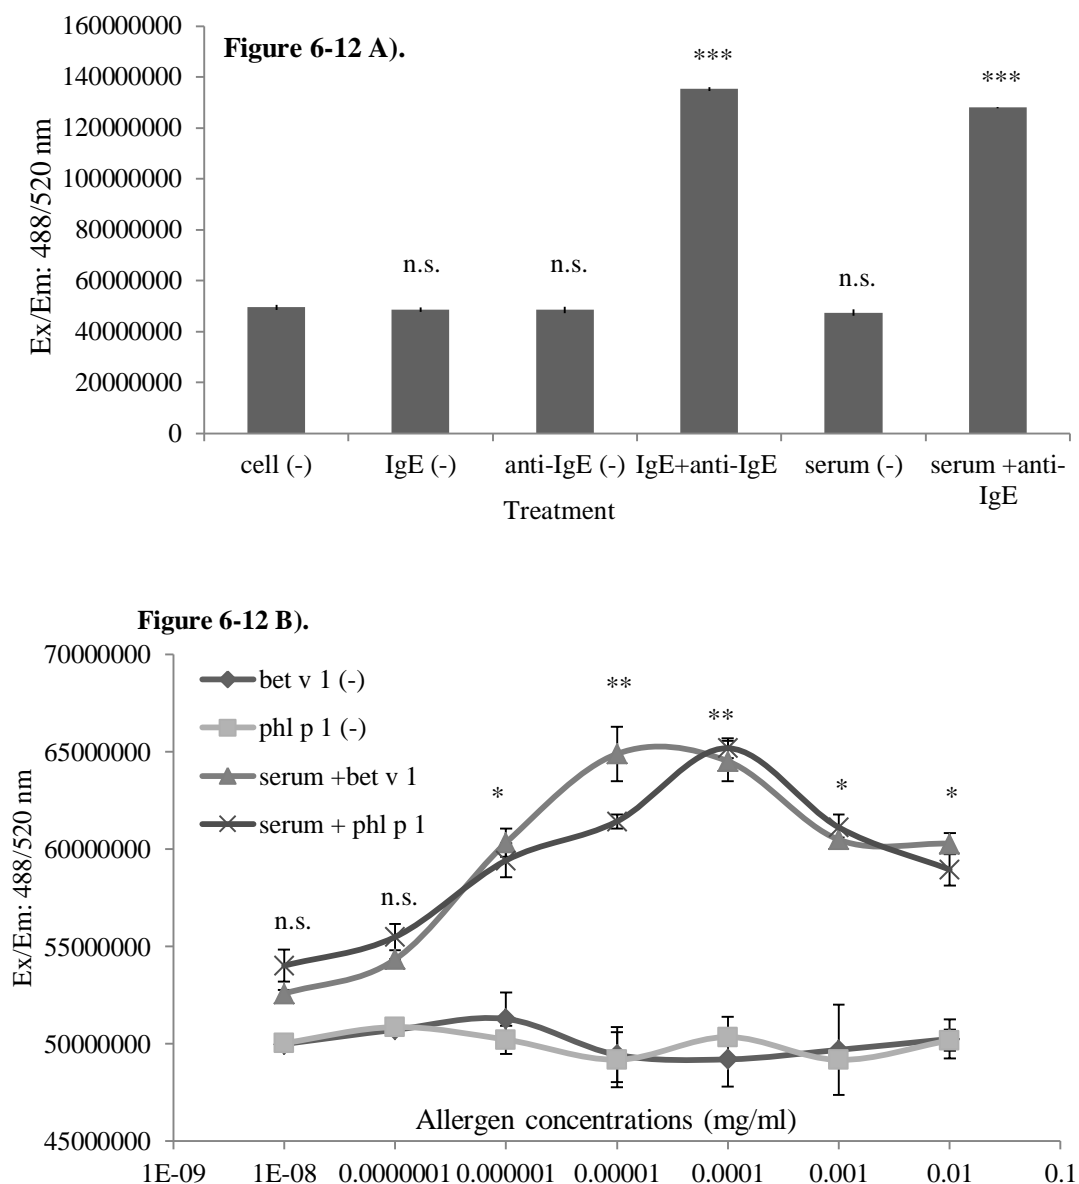 Figure 6-12 A).
160000000
140000000
120000000
100000000
80000000
60000000
40000000
20000000
0
Ex/Em: 488/520 nm
n.s.
n.s.
***
n.s.
***
cell (-)
IgE (-)
anti-IgE (-)
IgE+anti-IgE
serum (-)
serum +anti-
IgE
Treatment
Figure 6-12 B).
70000000
65000000
60000000
55000000
50000000
45000000
Ex/Em: 488/520 nm
bet v 1 (-)
phl p 1 (-)
serum +bet v 1
serum + phl p 1
n.s.
n.s.
*
**
**
*
*
Allergen concentrations (mg/ml)
1E-09
1E-08
0.0000001
0.000001
0.00001
0.0001
0.001
0.01
0.1